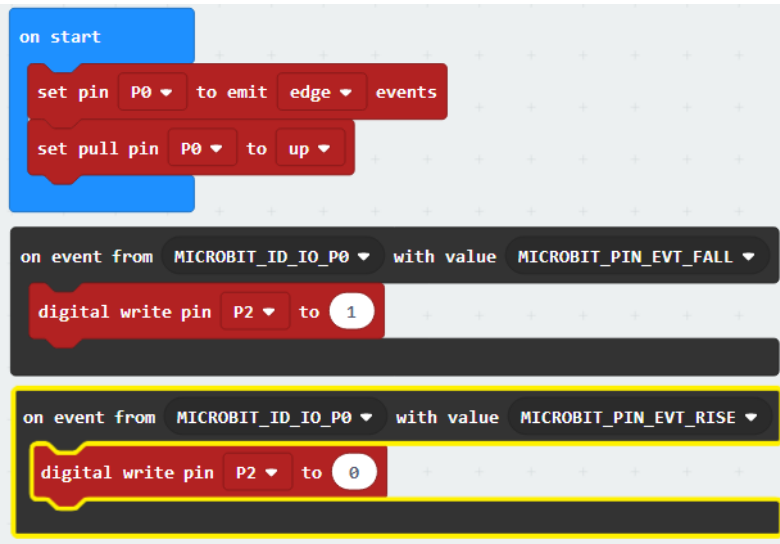 on start
set pin P0 to emit edge events
set pull pin P0 to up
on event from MICROBIT_ID_IO_P0 with value MICROBIT_PIN_EVT_FALL
digital write pin P2 to 1
on event from MICROBIT_ID_IO_P0 with value MICROBIT_PIN_EVT_RISE
digital write pin P2 to 0